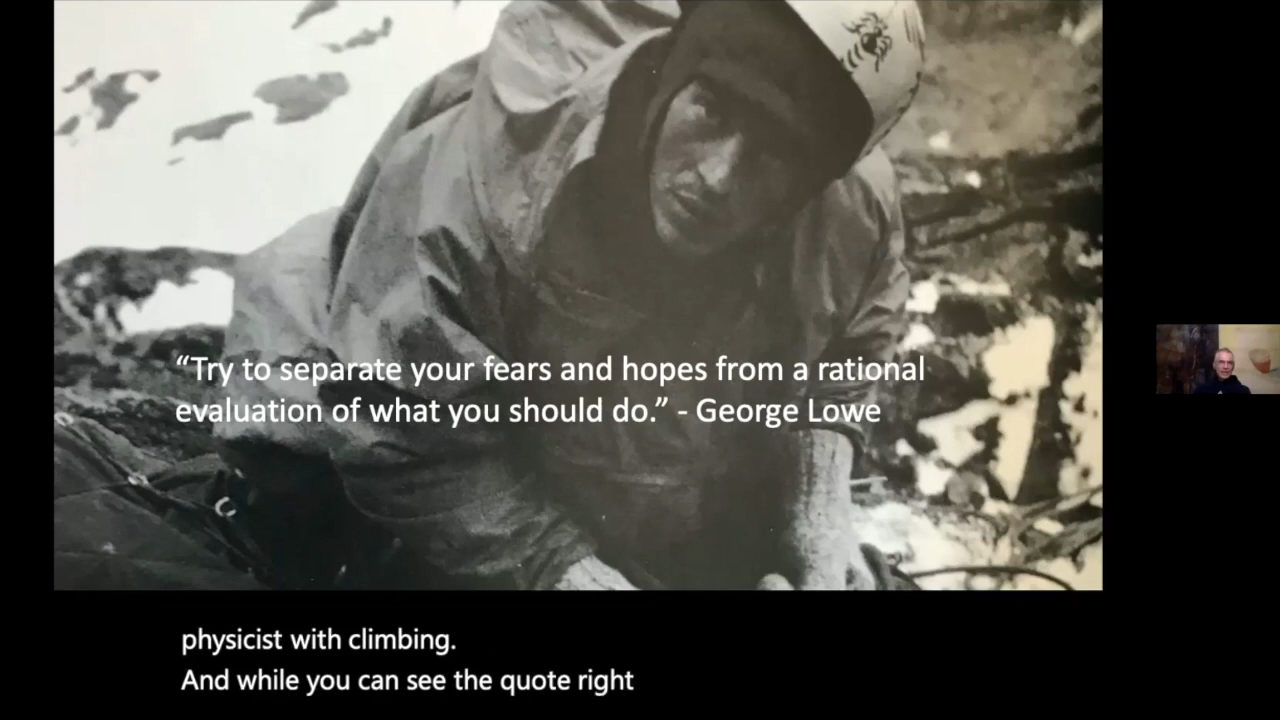 “Try to separate your fears and hopes from a rational
evaluation of what you should do.” - George Lowe
physicist with climbing.
And while you can see the quote right